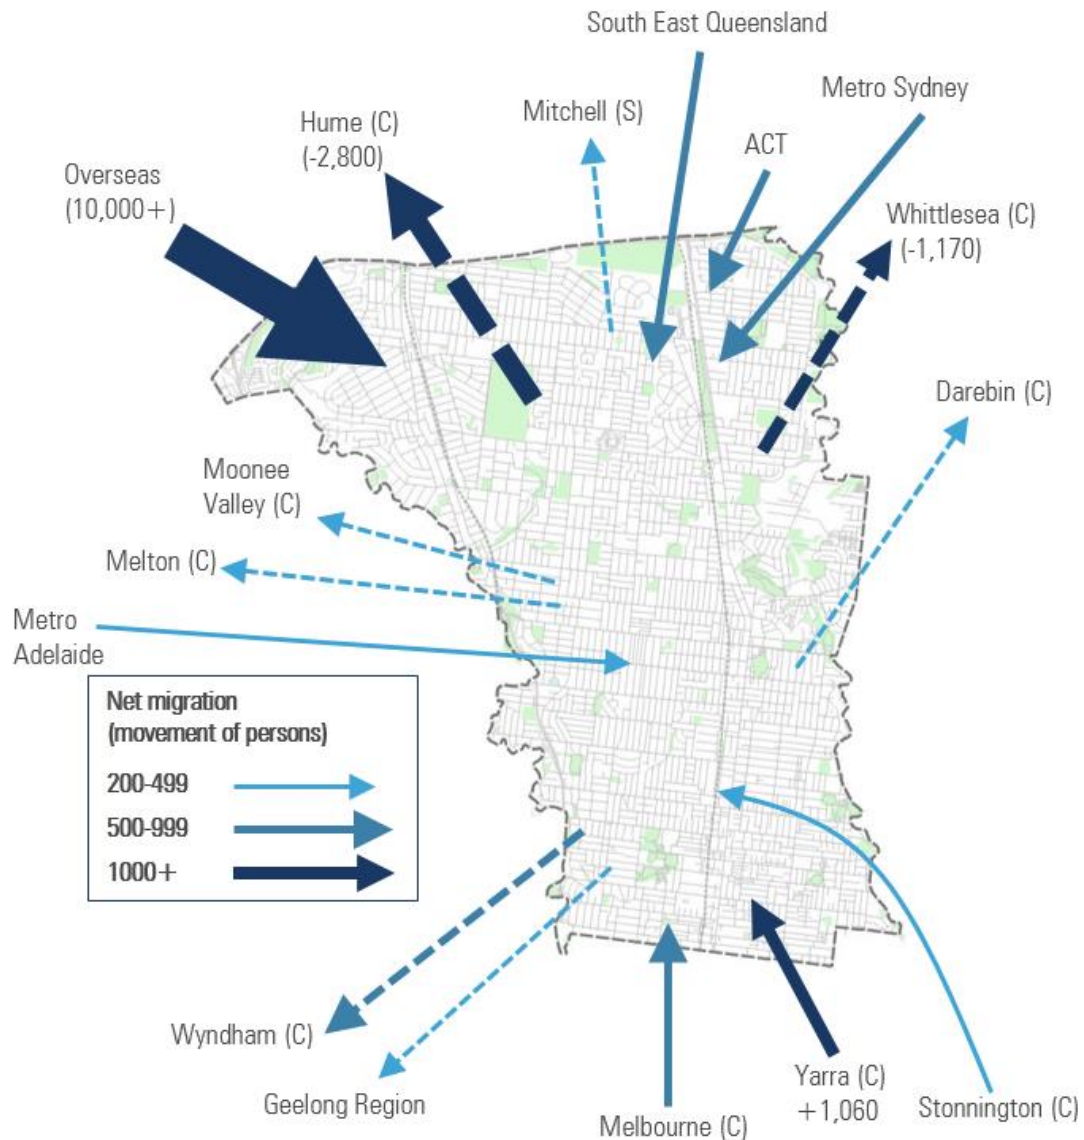 South East Queensland
Metro Sydney
Mitchell (S)
Hume (C)
(-2,800)
ACT
Overseas
(10,000+)
Whittlesea (C)
(-1,170)
Darebin (C)
Moonee
Valley (C)
Melton (C)
Metro
Adelaide
Net migration
(movement of persons)
200-499
500-999
1000+
Wyndham (C)
Geelong Region
Melbourne (C)
Yarra (C)
+1,060
Stonnington (C)